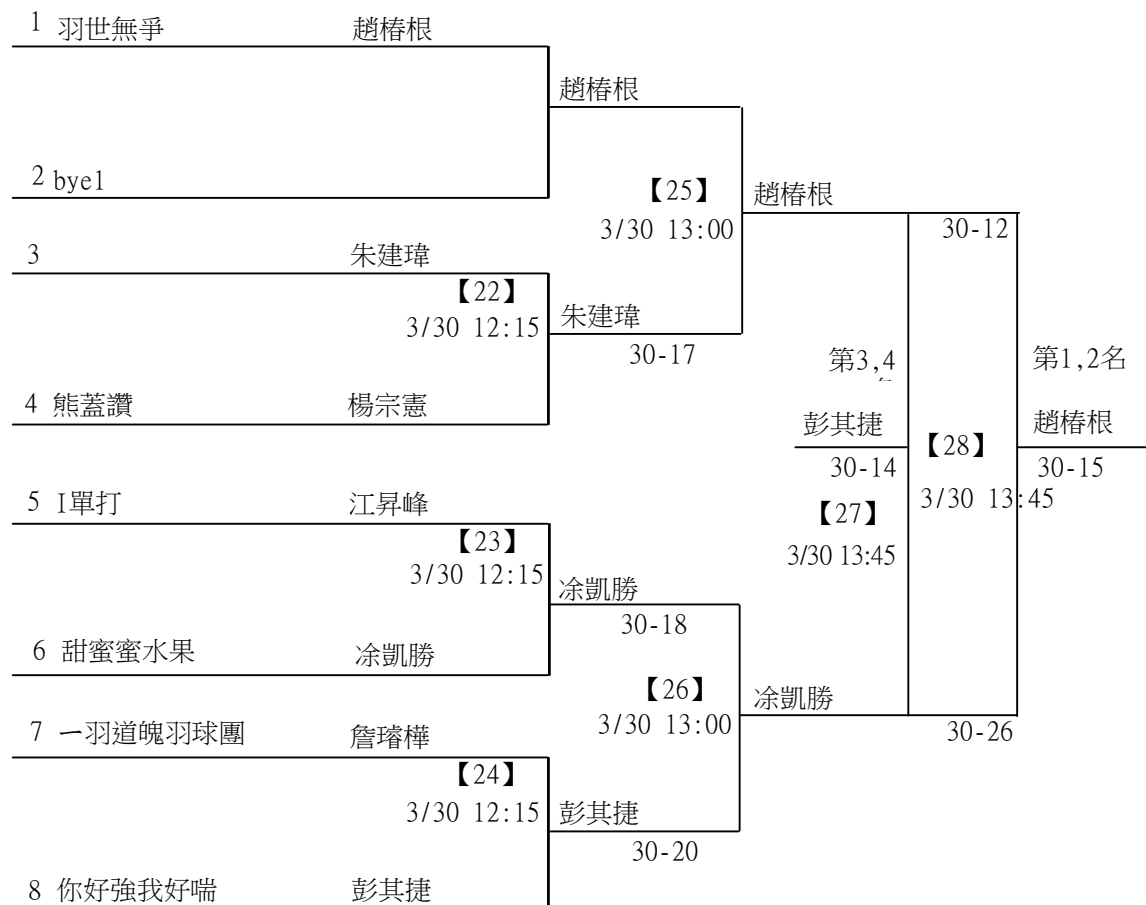 1 羽世無爭 趙椿根
趙椿根
2 bye1
【25】
趙椿根
3/30 13:00
30-12
3 朱建瑋
【22】
3/30 12:15
朱建瑋
30-17
第3,4
第1,2名
4 熊蓋讚 楊宗憲
彭其捷
【28】
趙椿根
30-14
30-15
5 I單打 江昇峰
3/30 13:45
【27】
【23】
3/30 13:45
3/30 12:15
凃凱勝
30-18
6 甜蜜蜜水果 凃凱勝
【26】
凃凱勝
3/30 13:00
30-26
7 一羽道魄羽球團 詹璿樺
【24】
3/30 12:15
彭其捷
30-20
8 你好強我好喘 彭其捷